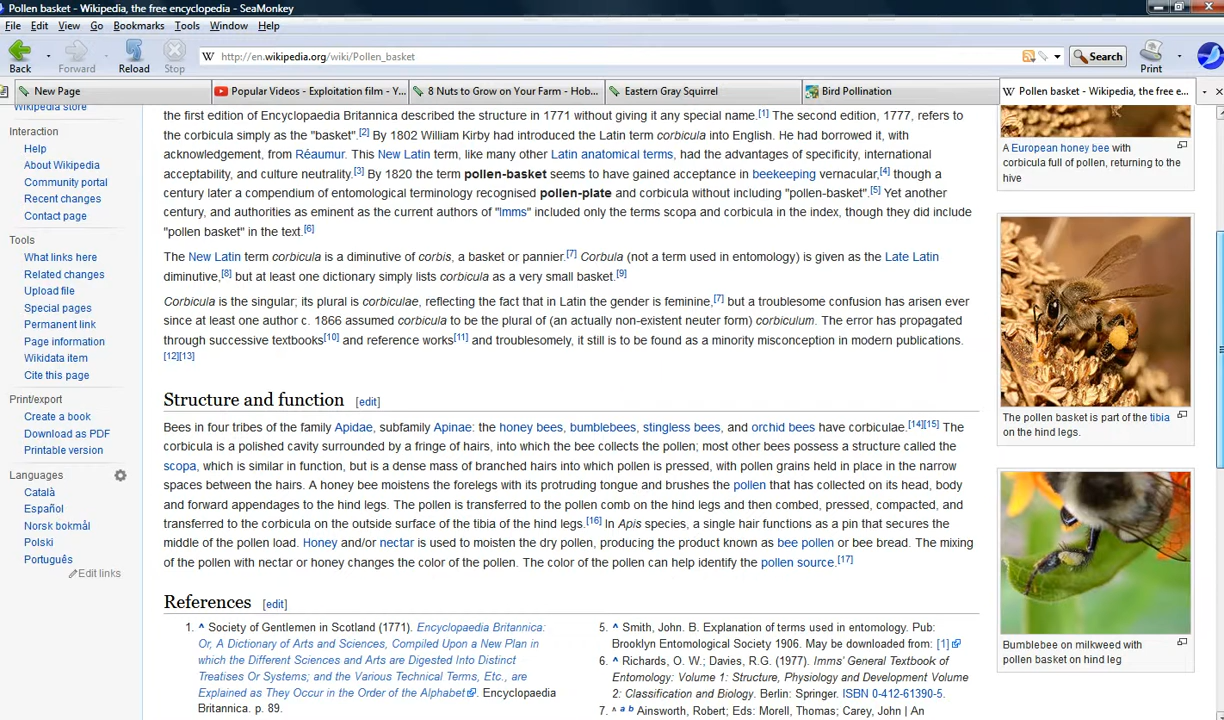 Pollen basket - Wikipedia, the free encyclopedia - SeaMonkey
File Edit View Go Bookmarks Tools Window Help
Back Forward Reload Stop
http://en.wikipedia.org/wiki/Pollen_basket
Search Print
New Page
Popular Videos - Exploitation film - Y...
8 Nuts to Grow on Your Farm - Hob...
Eastern Gray Squirrel
Bird Pollination
Pollen basket - Wikipedia, the free e...
Wikipedia store
Interaction
Help
About Wikipedia
Community portal
Recent changes
Contact page
Tools
What links here
Related changes
Upload file
Special pages
Permanent link
Page information
Wikidata item
Cite this page
Print/export
Create a book
Download as PDF
Printable version
Languages
Català
Español
Norsk bokmål
Polski
Português
Edit links
the first edition of Encyclopaedia Britannica described the structure in 1771 without giving it any special name.[1] The second edition, 1777, refers to
the corbicula simply as the "basket".[2] By 1802 William Kirby had introduced the Latin term corbicula into English. He had borrowed it, with
acknowledgement, from Réaumur. This New Latin term, like many other Latin anatomical terms, had the advantages of specificity, international
acceptability, and culture neutrality.[3] By 1820 the term pollen-basket seems to have gained acceptance in beekeeping vernacular,[4] though a
century later a compendium of entomological terminology recognised pollen-plate and corbicula without including "pollen-basket".[5] Yet another
century, and authorities as eminent as the current authors of "Imms" included only the terms scopa and corbicula in the index, though they did include
"pollen basket" in the text.[6]
The New Latin term corbicula is a diminutive of corbis, a basket or pannier.[7] Corbula (not a term used in entomology) is given as the Late Latin
diminutive,[8] but at least one dictionary simply lists corbicula as a very small basket.[9]
Corbicula is the singular; its plural is corbiculae, reflecting the fact that in Latin the gender is feminine,[7] but a troublesome confusion has arisen ever
since at least one author c. 1866 assumed corbicula to be the plural of (an actually non-existent neuter form) corbiculum. The error has propagated
through successive textbooks[10] and reference works[11] and troublesomely, it still is to be found as a minority misconception in modern publications.
[12][13]
Structure and function [edit]
Bees in four tribes of the family Apidae, subfamily Apinae: the honey bees, bumblebees, stingless bees, and orchid bees have corbiculae.[14][15] The
corbicula is a polished cavity surrounded by a fringe of hairs, into which the bee collects the pollen; most other bees possess a structure called the
scopa, which is similar in function, but is a dense mass of branched hairs into which pollen is pressed, with pollen grains held in place in the narrow
spaces between the hairs. A honey bee moistens the forelegs with its protruding tongue and brushes the pollen that has collected on its head, body
and forward appendages to the hind legs. The pollen is transferred to the pollen comb on the hind legs and then combed, pressed, compacted, and
transferred to the corbicula on the outside surface of the tibia of the hind legs.[16] In Apis species, a single hair functions as a pin that secures the
middle of the pollen load. Honey and/or nectar is used to moisten the dry pollen, producing the product known as bee pollen or bee bread. The mixing
of the pollen with nectar or honey changes the color of the pollen. The color of the pollen can help identify the pollen source.[17]
References [edit]
1. ^ Society of Gentlemen in Scotland (1771). Encyclopaedia Britannica:
Or, A Dictionary of Arts and Sciences, Compiled Upon a New Plan in
which the Different Sciences and Arts are Digested Into Distinct
Treatises Or Systems; and the Various Technical Terms, Etc., are
Explained as They Occur in the Order of the Alphabet. Encyclopaedia
Britannica. p. 89.
5. ^ Smith, John. B. Explanation of terms used in entomology. Pub:
Brooklyn Entomological Society 1906. May be downloaded from: [1]
6. ^ Richards, O. W.; Davies, R.G. (1977). Imms' General Textbook of
Entomology: Volume 1: Structure, Physiology and Development Volume
2: Classification and Biology. Berlin: Springer. ISBN 0-412-61390-5.
7. ^ a b Ainsworth, Robert; Eds: Morell, Thomas; Carey, John | An
A European honey bee with
corbicula full of pollen, returning to the
hive
The pollen basket is part of the tibia
on the hind legs.
Bumblebee on milkweed with
pollen basket on hind leg